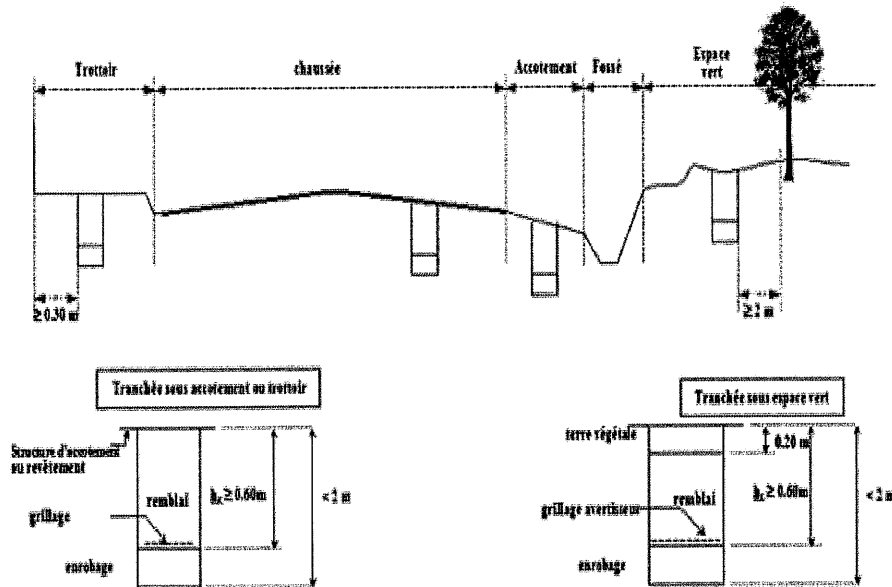 Trottoir
chaussée
Accotement
Fossé
Espace
vert
≥ 0.30 m
≥ 2 m
Tranchée sous accotement ou trottoir
Structure d'accotement
ou revêtement
remblai
grillage
enrobage
≥ 0.60m
< 2 m
Tranchée sous espace vert
terre végétale
0.20 m
remblai
grillage avertisseur
enrobage
≥ 0.60m
< 2 m